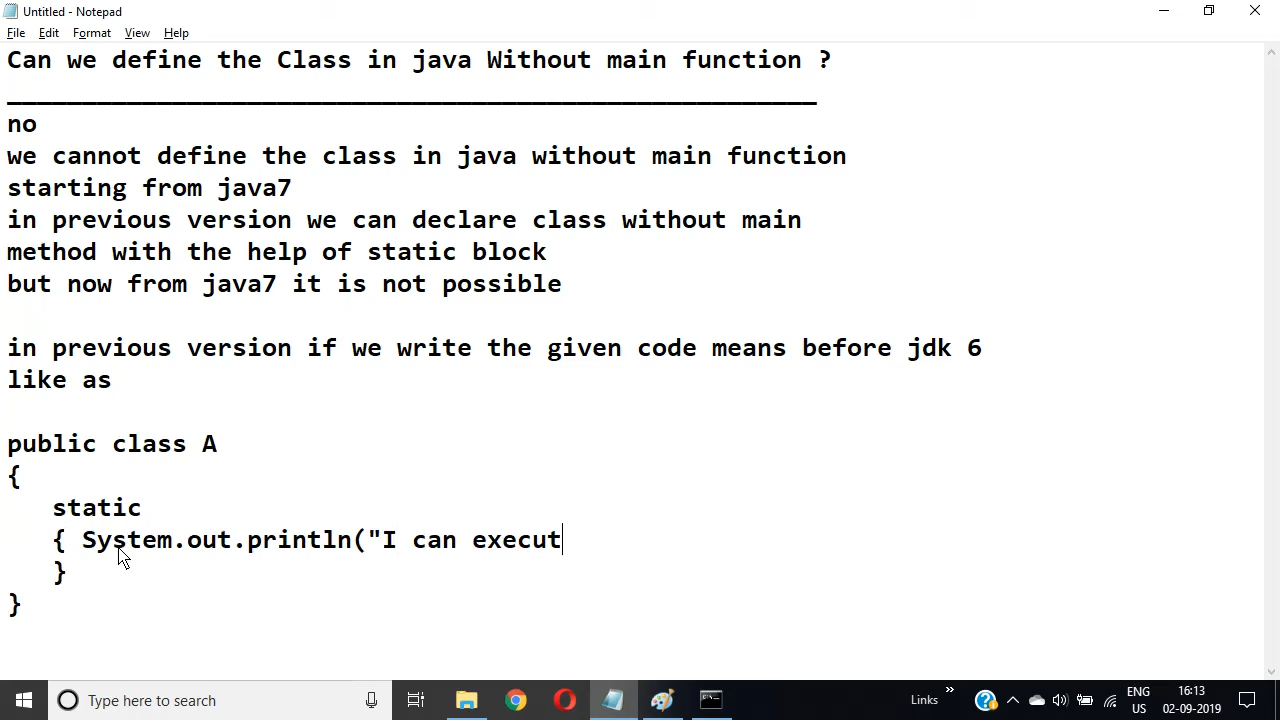 Untitled - Notepad
File Edit Format View Help
Can we define the Class in java Without main function ?
______________________________________________________
no
we cannot define the class in java without main function
starting from java7
in previous version we can declare class without main
method with the help of static block
but now from java7 it is not possible
in previous version if we write the given code means before jdk 6
like as
public class A
{
static
{ System.out.println("I can execut
}
}
Type here to search
Links »
ENG
US
16:13
02-09-2019